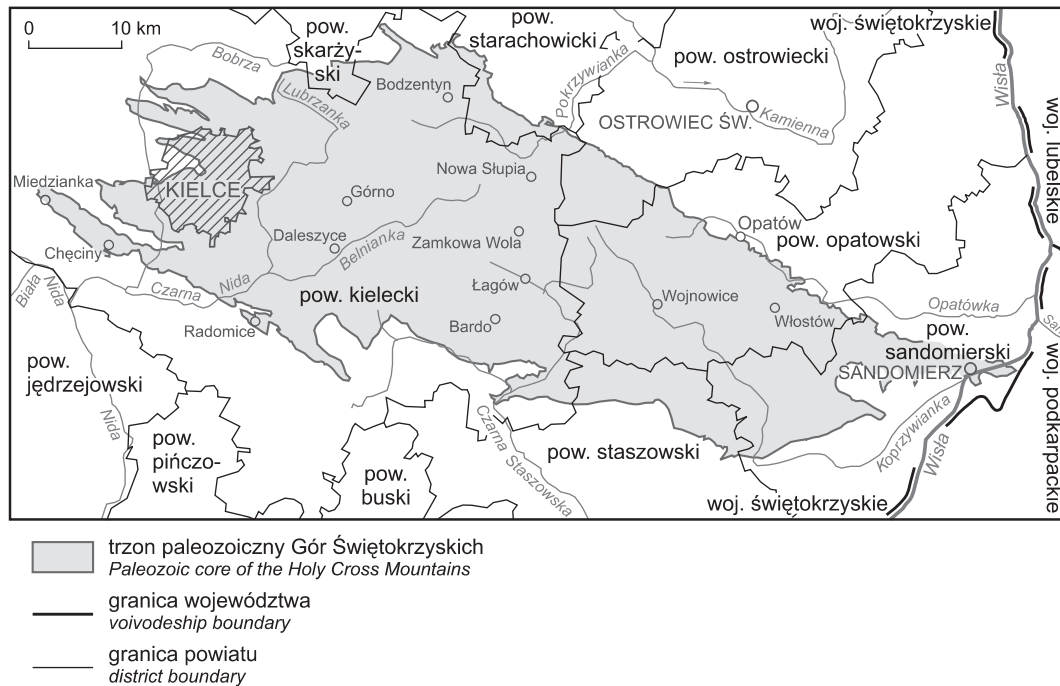 0
10 km
pow.
skarży-
ski
pow.
starachowicki
woj. świętokrzyskie
pow. ostrowiecki
Bobrza
Lubrzanka
Bodzentyn
Pokrzywianka
Kamienna
OSTROWIEC ŚW.
Wisła
woj. lubelskie
Miedzianka
KIELCE
Nowa Słupia
Górno
Daleszyce
Belnianka
Zamkowa Wola
Opatów
pow. opatowski
Chęciny
Biała
Nida
Czarna
Nida
pow. kielecki
Łagów
Wojnowice
Włostów
Opatówka
Radomice
Bardo
pow.
sandomierski
SANDOMIERZ
pow.
jędrzejowski
Nida
pow.
pińczo-
wski
pow.
buski
Czarna Staszowska
pow. staszowski
Koprzywianka
Wisła
woj. podkarpackie
woj. świętokrzyskie
trzon paleozoiczny Gór Świętokrzyskich
Paleozoic core of the Holy Cross Mountains
granica województwa
voivodeship boundary
granica powiatu
district boundary